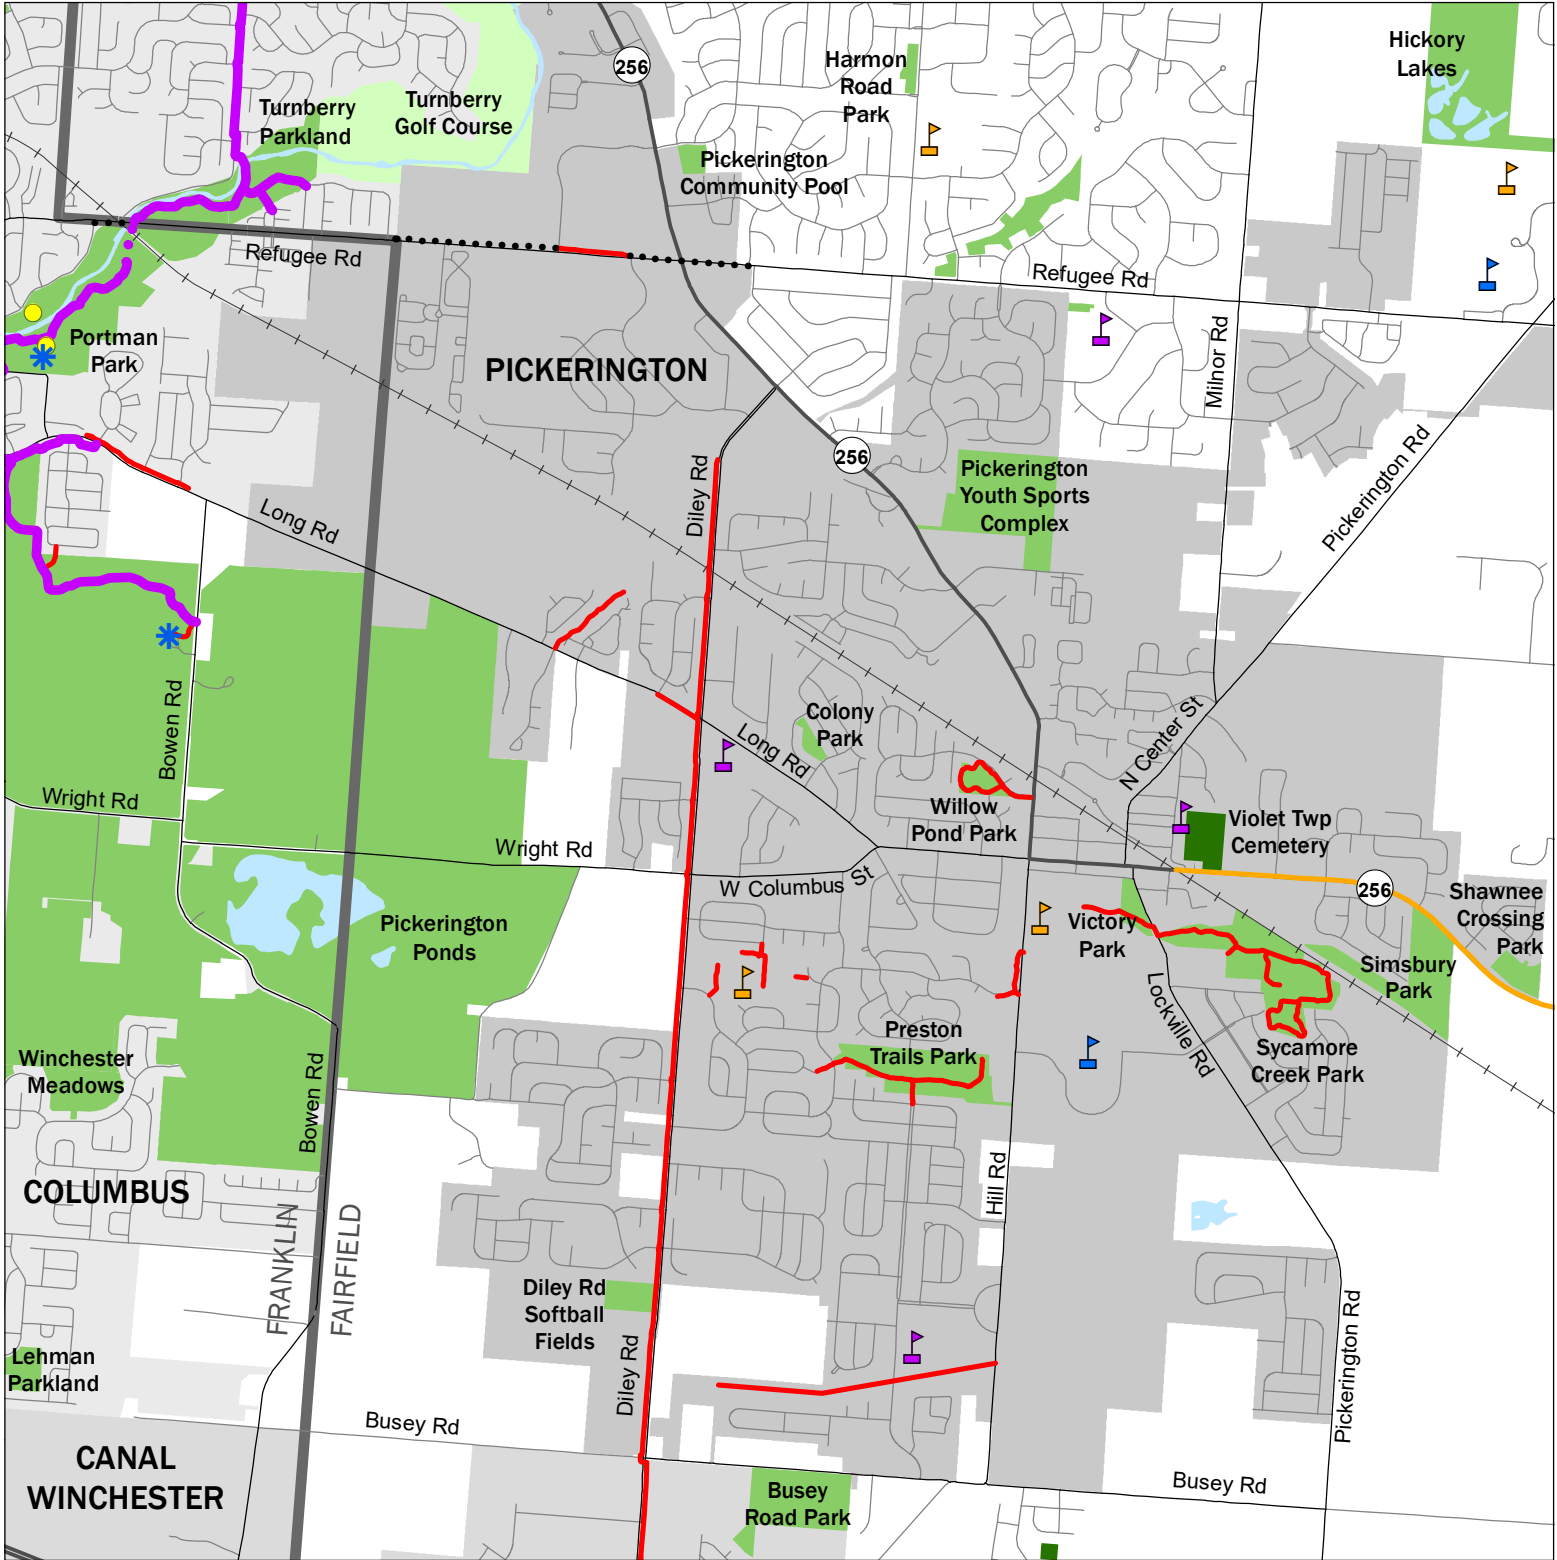 256
Harmon
Road
Park
Hickory
Lakes
Turnberry
Parkland
Turnberry
Golf Course
Pickerington
Community Pool
Refugee Rd
Refugee Rd
Portman
Park
PICKERINGTON
Milnor Rd
256
Diley Rd
Pickerington
Youth Sports
Complex
Pickerington Rd
Long Rd
Bowen Rd
Colony
Park
Long Rd
N Center St
Wright Rd
Willow
Pond Park
Violet Twp
Cemetery
Wright Rd
W Columbus St
256
Shawnee
Crossing
Park
Pickerington
Ponds
Victory
Park
Simsbury
Park
Lockville Rd
Winchester
Meadows
Preston
Trails Park
Sycamore
Creek Park
Bowen Rd
COLUMBUS
Hill Rd
FRANKLIN
FAIRFIELD
Diley Rd
Softball
Fields
Lehman
Parkland
Diley Rd
Pickerington Rd
Busey Rd
CANAL
WINCHESTER
Busey
Road Park
Busey Rd